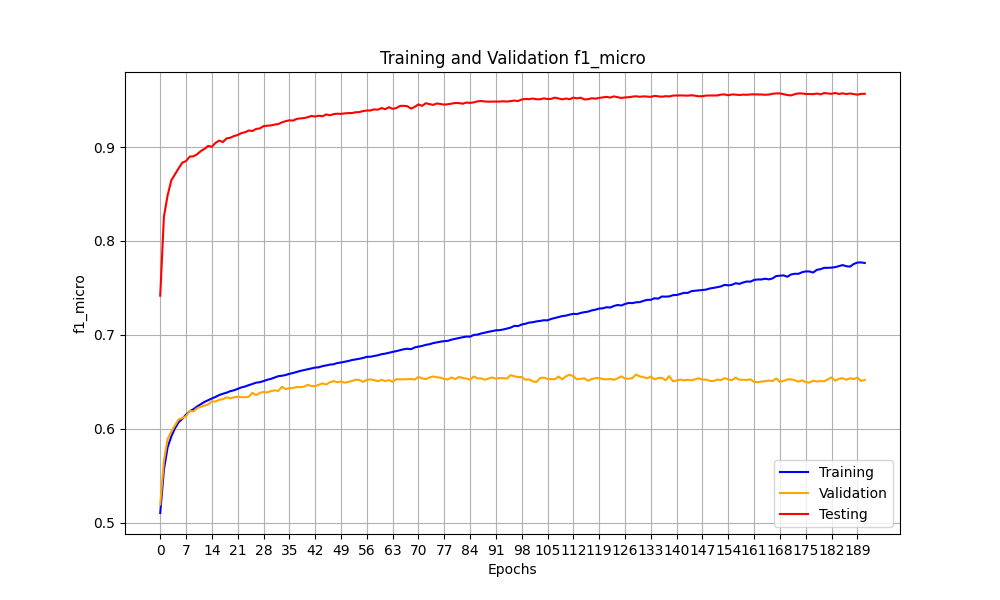 Training and Validation f1_micro
f1_micro
0.9
0.8
0.7
0.6
0.5
Training
Validation
Testing
0 7 14 21 28 35 42 49 56 63 70 77 84 91 98 105 112 119 126 133 140 147 154 161 168 175 182 189
Epochs